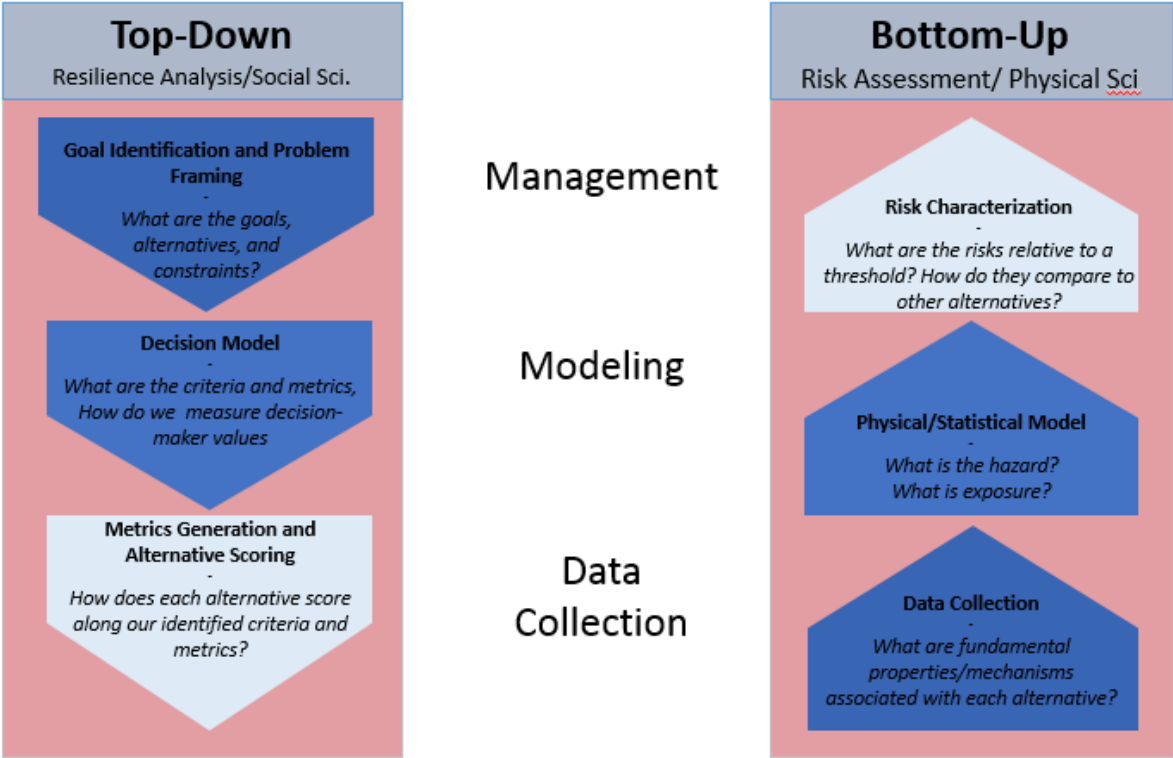 Top-Down
Resilience Analysis/Social Sci.
Goal Identification and Problem
Framing
-
What are the goals,
alternatives, and
constraints?
Decision Model
-
What are the criteria and metrics,
How do we  measure decision-
maker values
Metrics Generation and
Alternative Scoring
-
How does each alternative score
along our identified criteria and
metrics?
Management
Modeling
Data
Collection
Bottom-Up
Risk Assessment/ Physical Sci
Risk Characterization
-
What are the risks relative to a
threshold? How do they compare to
other alternatives?
Physical/Statistical Model
-
What is the hazard?
What is exposure?
Data Collection
-
What are fundamental
properties/mechanisms
associated with each alternative?